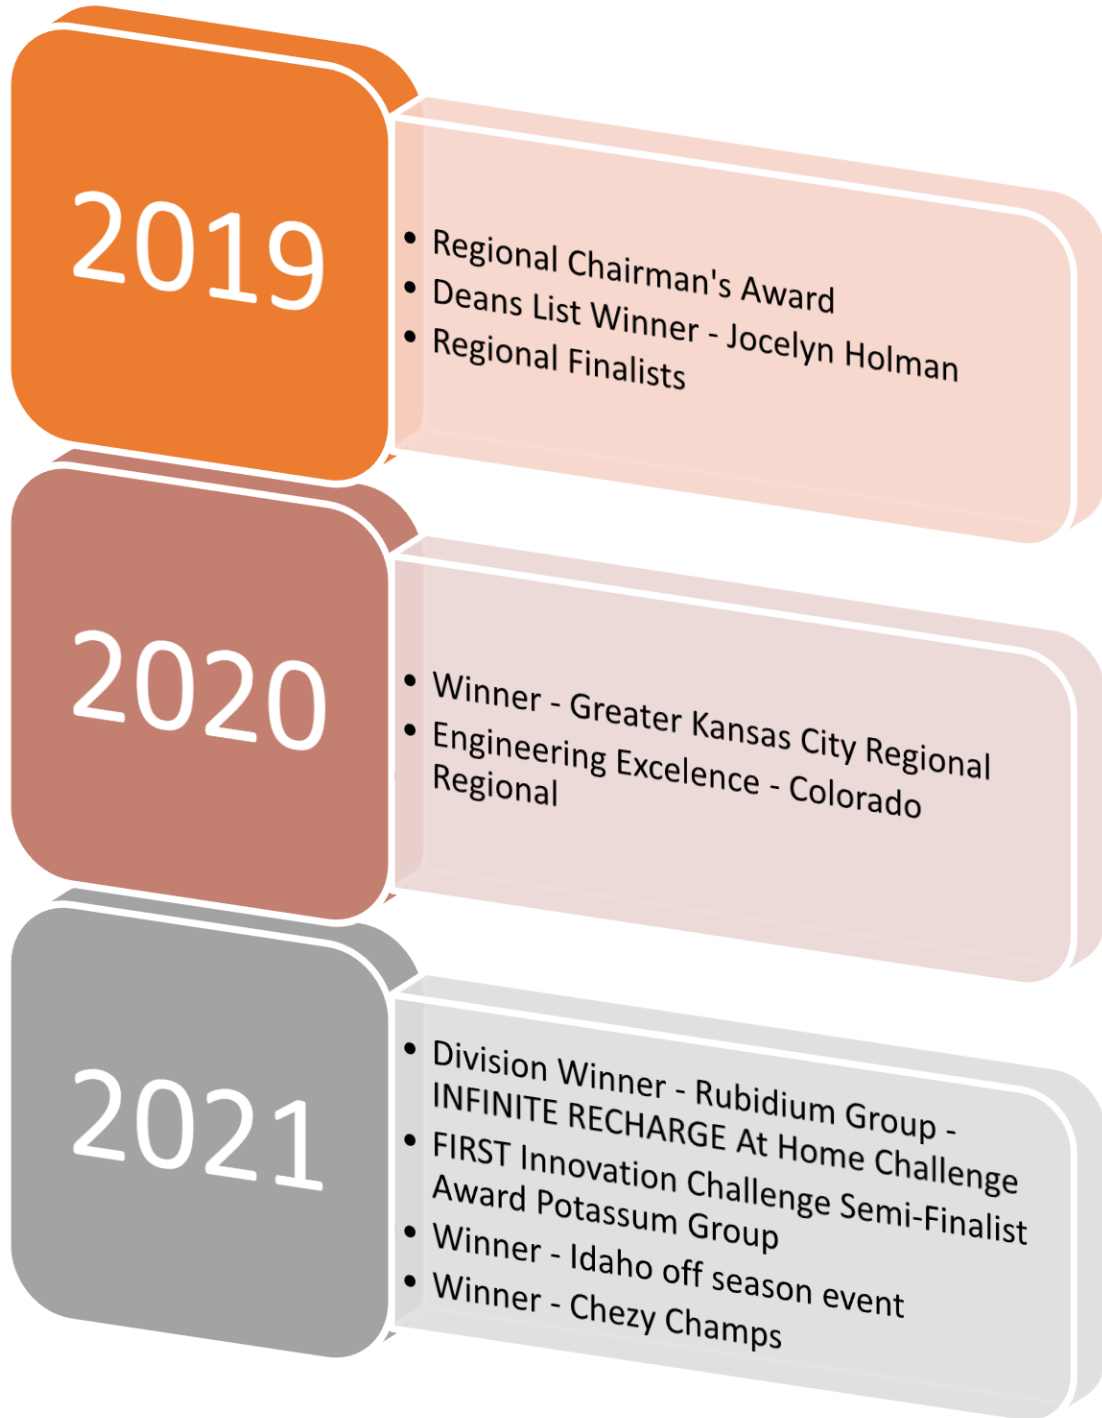 2019
• Regional Chairman's Award
• Deans List Winner - Jocelyn Holman
• Regional Finalists
2020
• Winner - Greater Kansas City Regional
• Engineering Excelence - Colorado
Regional
2021
• Division Winner - Rubidium Group -
INFINITE RECHARGE At Home Challenge
• FIRST Innovation Challenge Semi-Finalist
Award Potassum Group
• Winner - Idaho off season event
• Winner - Chezy Champs